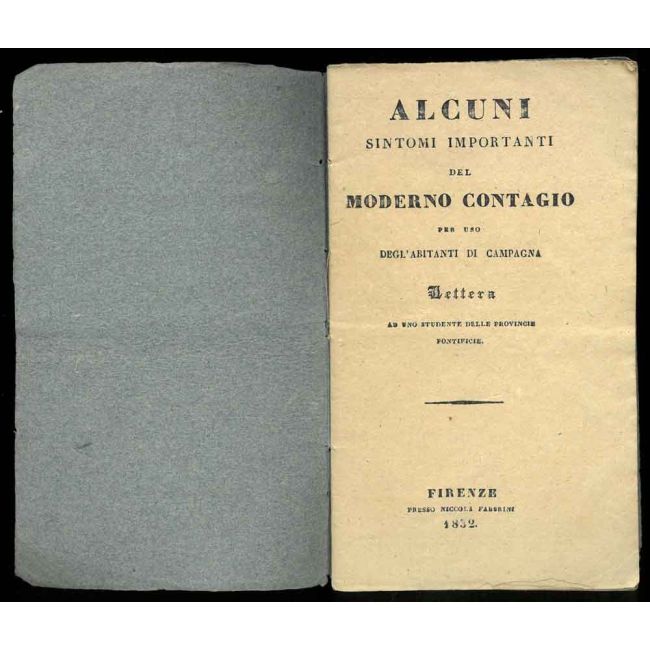 ALCUNI
SINTOMI IMPORTANTI
DEL
MODERNO CONTAGIO
PER USO
DEGL'ABITANTI DI CAMPAGNA
Lettera
AD UNO STUDENTE DELLE PROVINCIE
PONTIFICIE.
FIRENZE
PRESSO NICCOLA FABBRINI
1832.